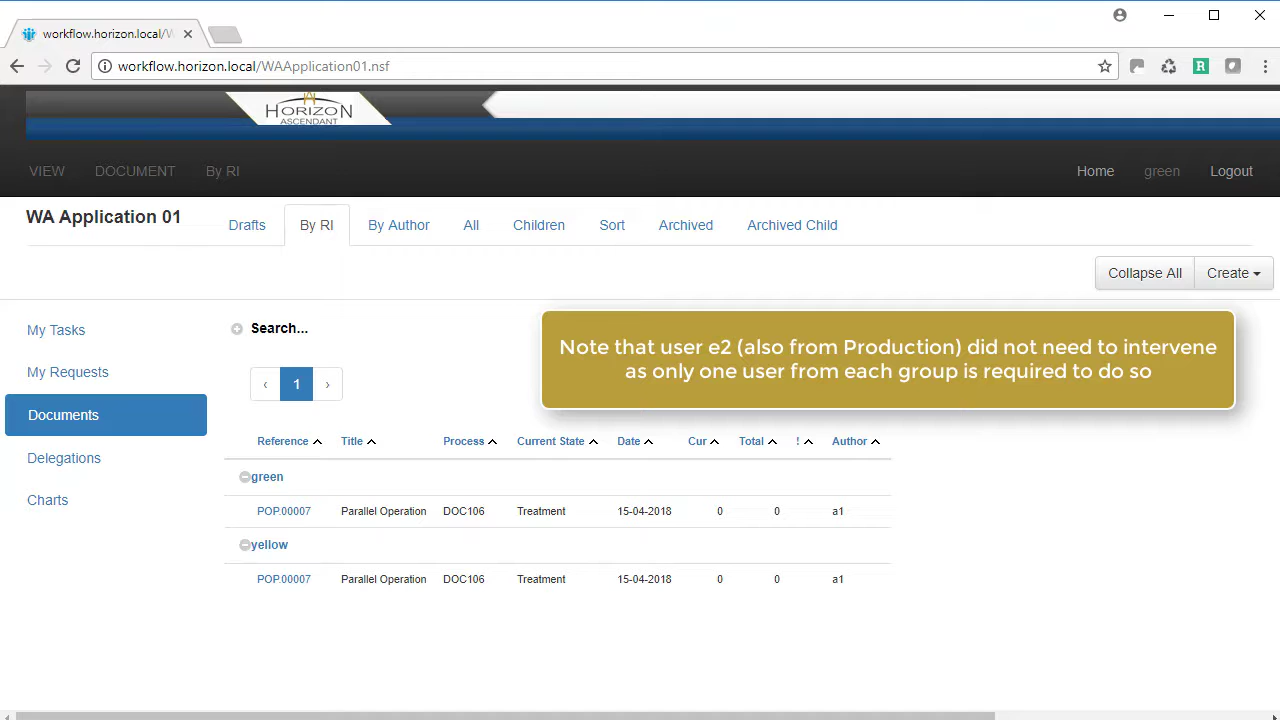 workflow.horizon.local/W
workflow.horizon.local/WAApplication01.nsf
R
HORIZON
ASCENDANT
VIEW DOCUMENT By RI Home green Logout
WA Application 01
Drafts By RI By Author All Children Sort Archived Archived Child
Collapse All Create
My Tasks
My Requests
Documents
Delegations
Charts
Search...
‹ 1 ›
Note that user e2 (also from Production) did not need to intervene
as only one user from each group is required to do so
Reference Title Process Current State Date Cur Total ! Author
green
POP.00007 Parallel Operation DOC106 Treatment 15-04-2018 0 0 a1
yellow
POP.00007 Parallel Operation DOC106 Treatment 15-04-2018 0 0 a1